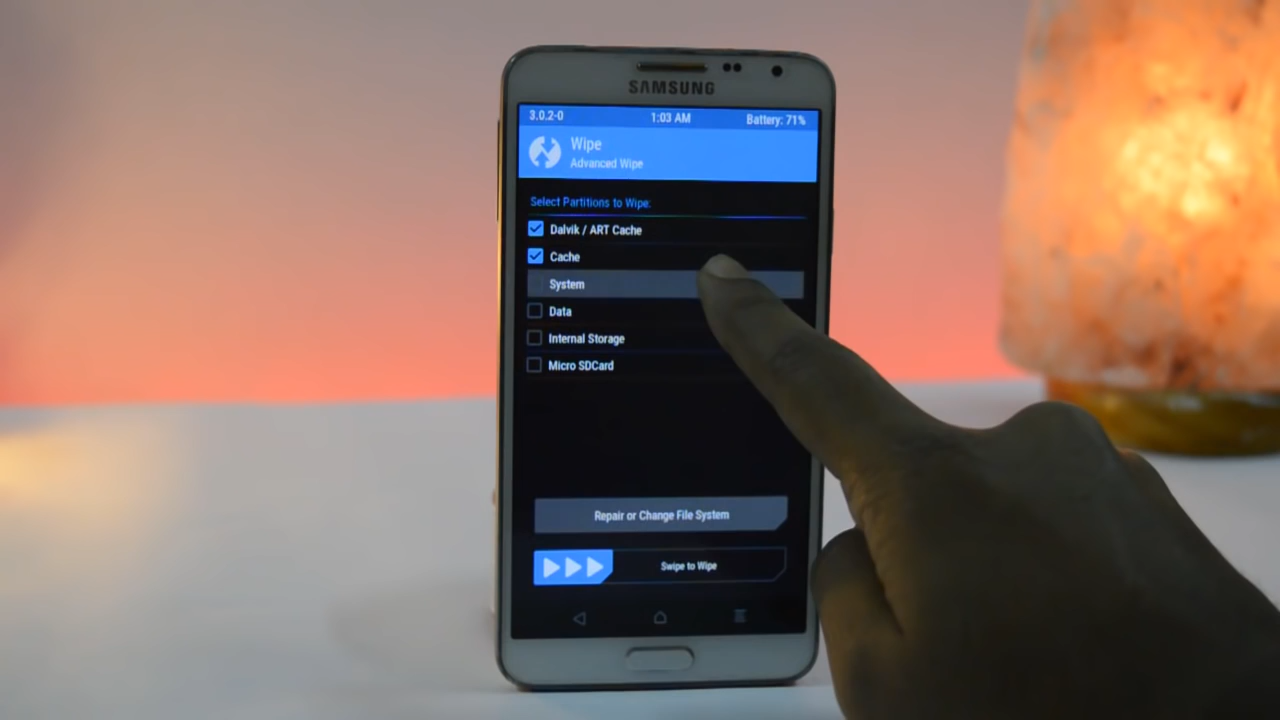 SAMSUNG
3.0.2-0 1:03 AM Battery: 71%
Wipe
Advanced Wipe
Select Partitions to Wipe:
Dalvik / ART Cache
Cache
System
Data
Internal Storage
Micro SDCard
Repair or Change File System
Swipe to Wipe